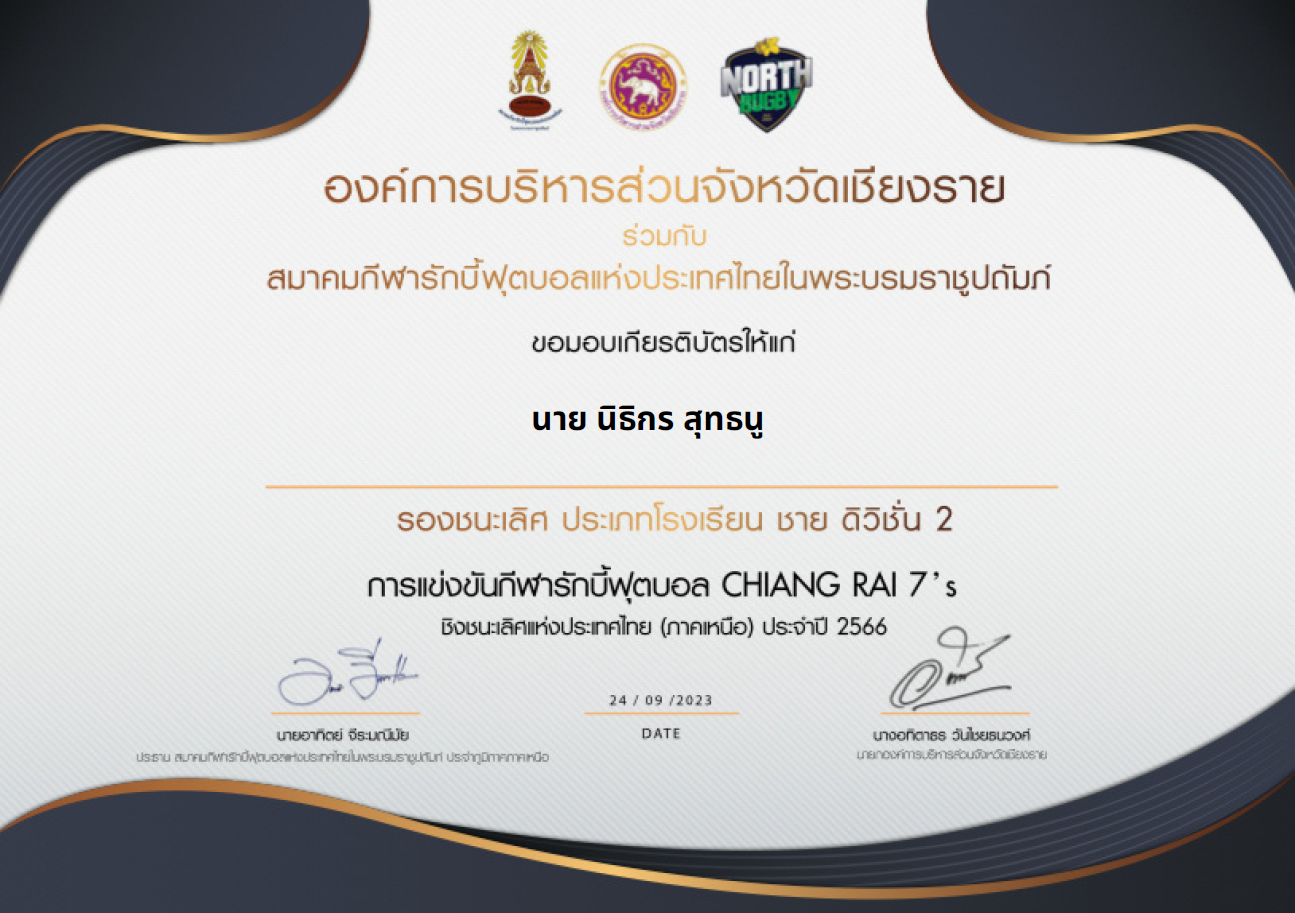 NORTH
RUGBY
องค์การบริหารส่วนจังหวัดเชียงราย
ร่วมกับ
สมาคมกีฬารักบี้ฟุตบอลแห่งประเทศไทยในพระบรมราชูปถัมภ์
ขอมอบเกียรติบัตรให้แก่
นาย นิธิกร สุทธนู
รองชนะเลิศ ประเภทโรงเรียน ชาย ดิวิชั่น 2
การแข่งขันกีฬารักบี้ฟุตบอล CHIANG RAI 7’s
ชิงชนะเลิศแห่งประเทศไทย (ภาคเหนือ) ประจำปี 2566
24 / 09 /2023
DATE
นายอาทิตย์ จีระมณีมัย
ประธาน สมาคมกีฬารักบี้ฟุตบอลแห่งประเทศไทยในพระบรมราชูปถัมภ์ ประจำภูมิภาคภาคเหนือ
นางอทิตาธร วันไชยธนวงศ์
นายกองค์การบริหารส่วนจังหวัดเชียงราย